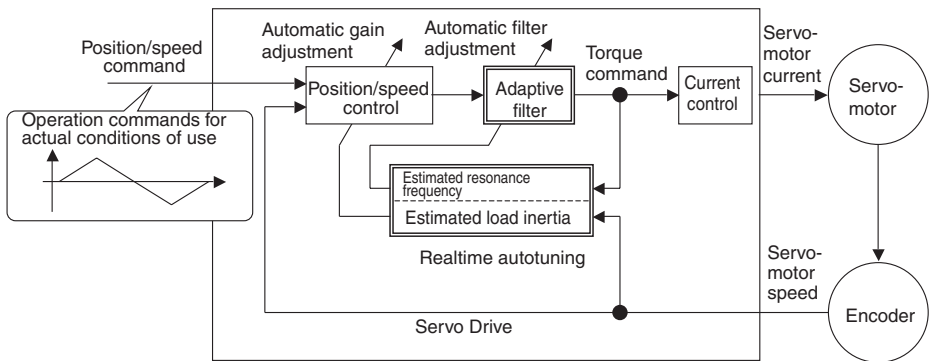 Position/speed
command
Automatic gain
adjustment
Automatic filter
adjustment
Torque
command
Servo-
motor
current
Position/speed
control
Adaptive
filter
Current
control
Servo-
motor
Operation commands for
actual conditions of use
Estimated resonance
frequency
Estimated load inertia
Realtime autotuning
Servo-
motor
speed
Encoder
Servo Drive